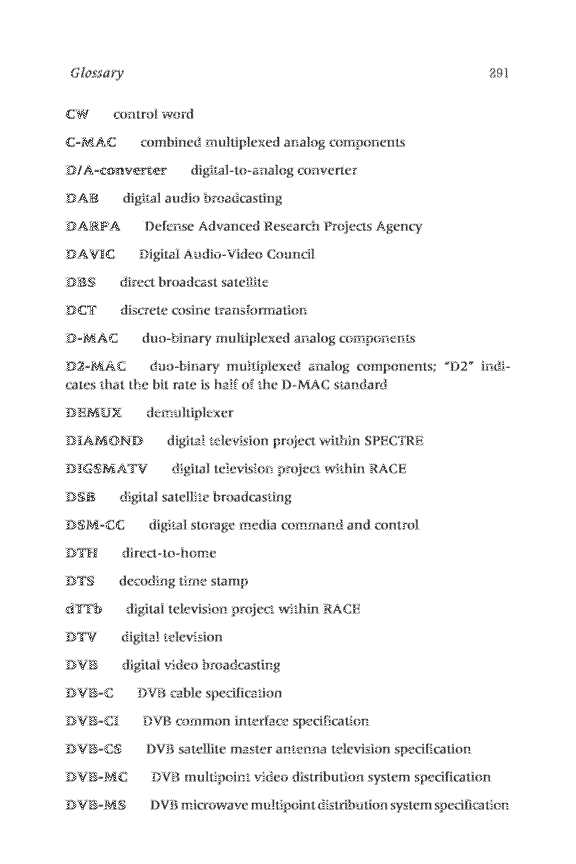 Glossary 291
CW control word
C-MAC combined multiplexed analog components
D/A-converter digital-to-analog converter
DAB digital audio broadcasting
DARPA Defense Advanced Research Projects Agency
DAVIC Digital Audio-Video Council
DBS direct broadcast satellite
DCT discrete cosine transformation
D-MAC duo-binary multiplexed analog components
D2-MAC duo-binary multiplexed analog components; “D2” indi-
cates that the bit rate is half of the D-MAC standard
DEMUX demultiplexer
DIAMOND digital television project within SPECTRE
DIGSMATV digital television project within RACE
DSB digital satellite broadcasting
DSM-CC digital storage media command and control
DTH direct-to-home
DTS decoding time stamp
dTTb digital television project within RACE
DTV digital television
DVB digital video broadcasting
DVB-C DVB cable specification
DVB-CI DVB common interface specification
DVB-CS DVB satellite master antenna television specification
DVB-MC DVB multipoint video distribution system specification
DVB-MS DVB microwave multipoint distribution system specification